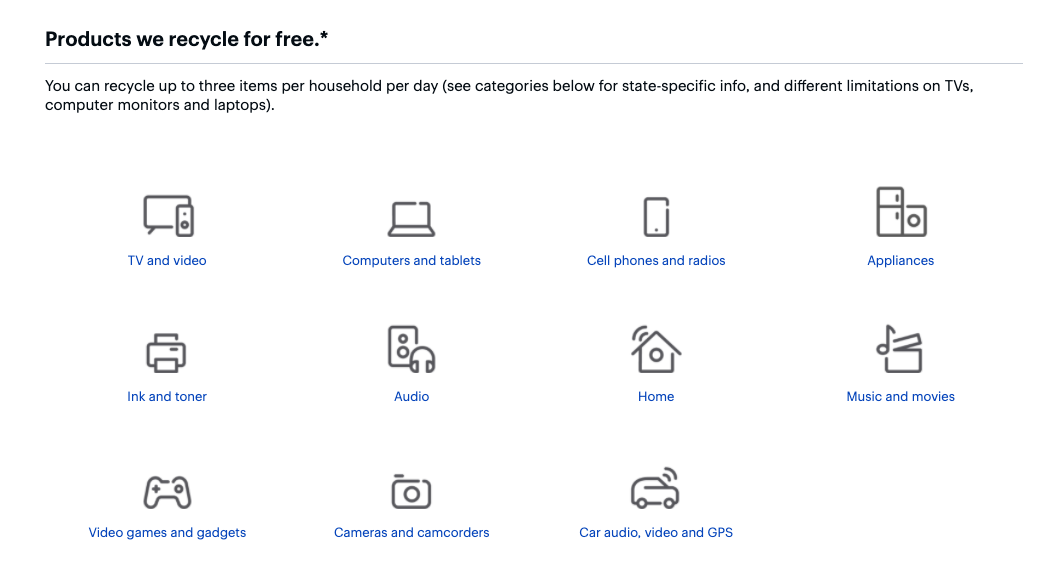 Products we recycle for free.*
You can recycle up to three items per household per day (see categories below for state-specific info, and different limitations on TVs,
computer monitors and laptops).
TV and video
Computers and tablets
Cell phones and radios
Appliances
Ink and toner
Audio
Home
Music and movies
Video games and gadgets
Cameras and camcorders
Car audio, video and GPS